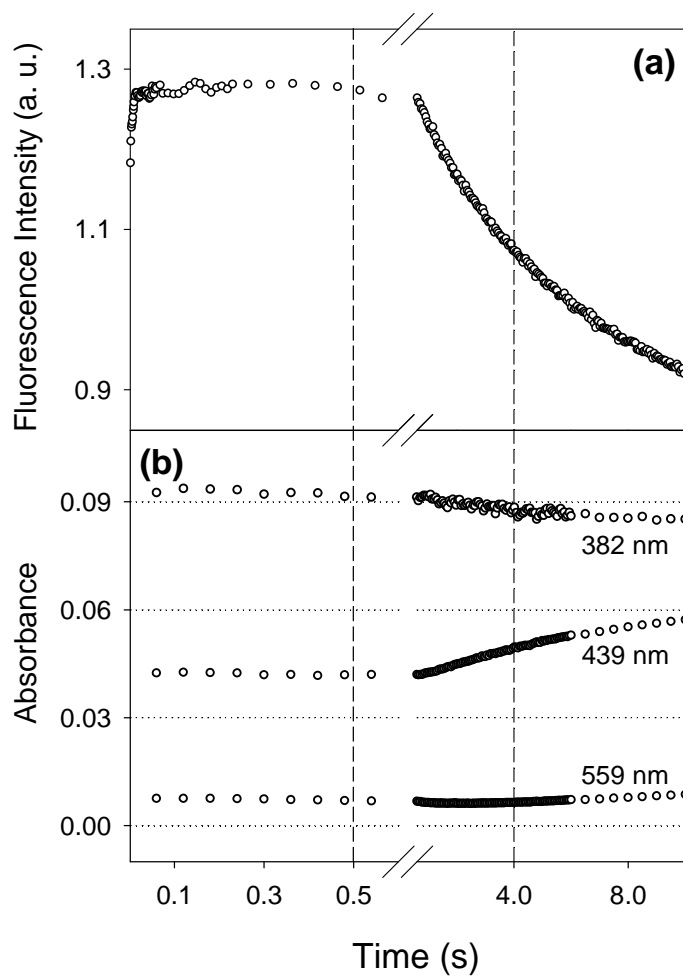 (a)
Fluorescence Intensity (a. u.)
1.3
1.1
0.9
(b)
Absorbance
0.09
0.06
0.03
0.00
382 nm
439 nm
559 nm
0.1 0.3 0.5 4.0 8.0
Time (s)